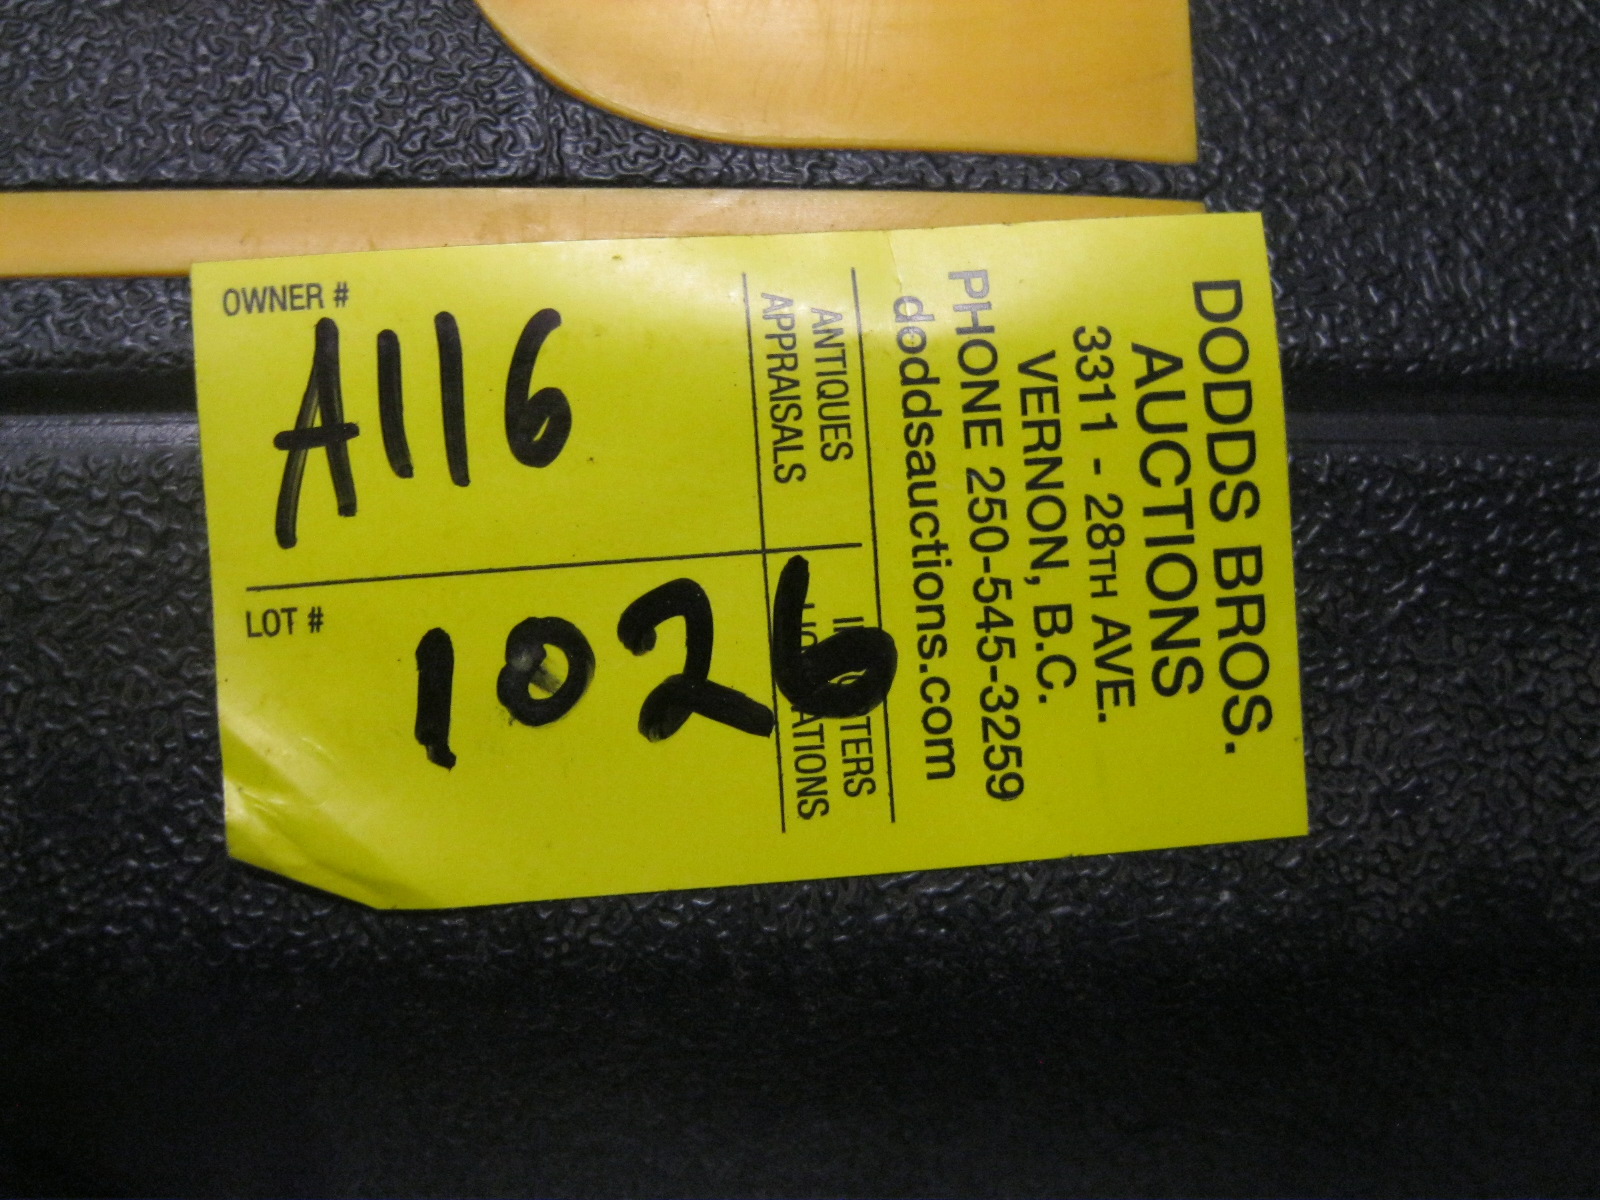 DODDS BROS.
AUCTIONS
3311 - 28TH AVE.
VERNON, B.C.
PHONE 250-545-3259
doddsauctions.com
ANTIQUES
APPRAISALS
OWNER #
A116
LOT #
1026